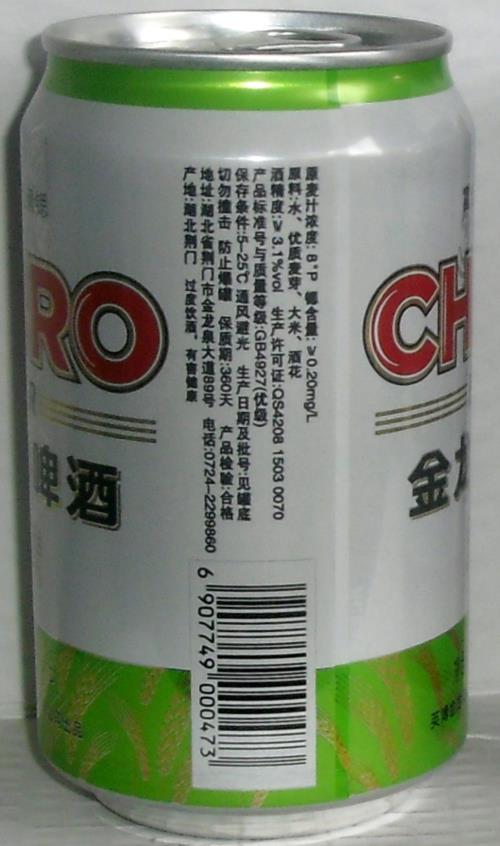 原麦汁浓度: 8°P 锶含量: ≥0.20mg/L
原料:水、优质麦芽、大米、酒花
酒精度:≥3.1%vol 生产许可证:QS4208 1503 0070
产品标准号与质量等级:GB4927(优级)
保存条件:5—25℃ 通风避光 生产日期及批号:见罐底
切勿撞击 防止爆罐 保质期:360天 产品检验:合格
地址:湖北省荆门市金龙泉大道89号 电话:0724—2299860
产地:湖北荆门 过度饮酒，有害健康
RO
啤酒
CH
金龙
6 907749 000473
出品
英博金